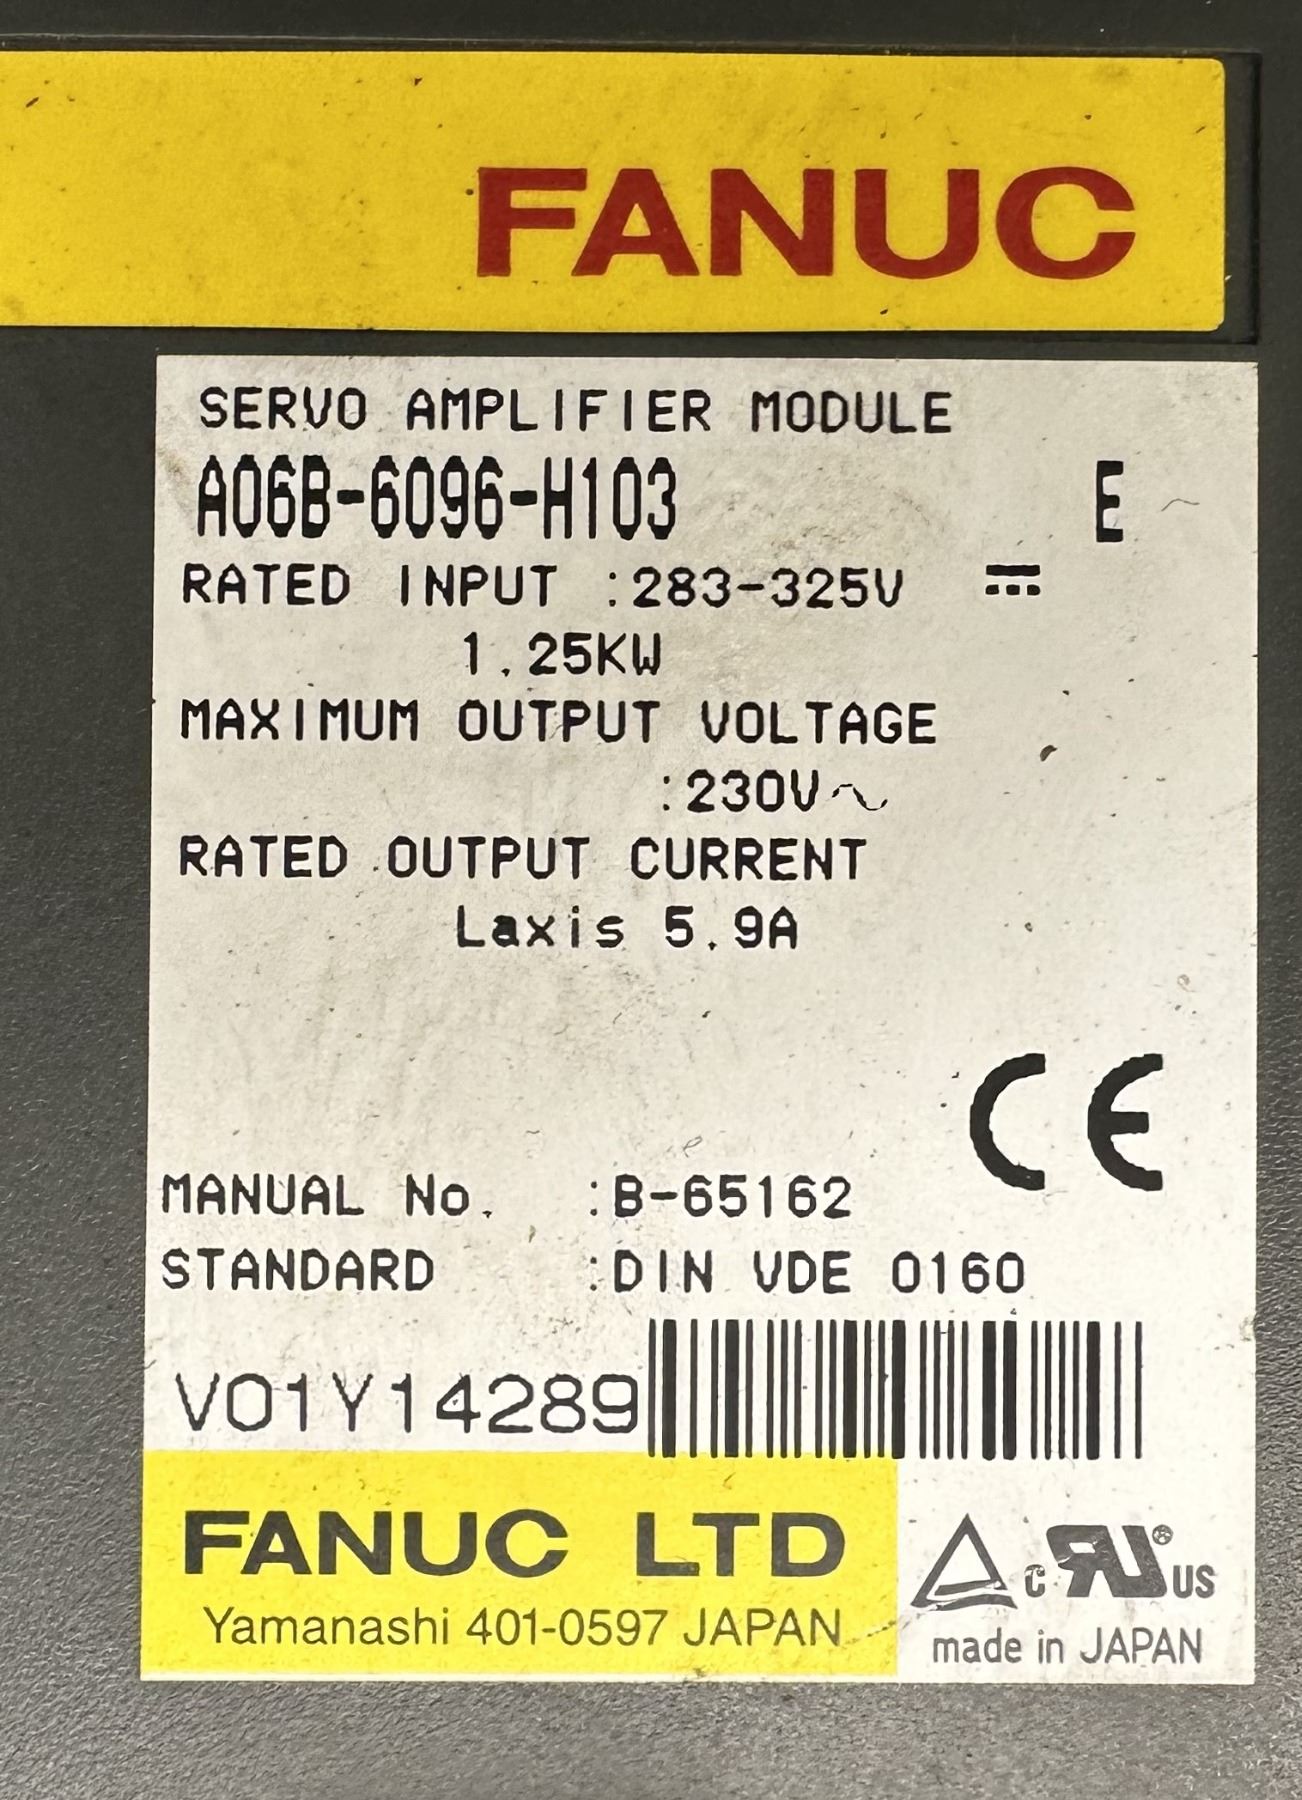 FANUC
SERVO AMPLIFIER MODULE
A06B-6096-H103 E
RATED INPUT :283-325V ⎓
1.25KW
MAXIMUM OUTPUT VOLTAGE
:230V~
RATED OUTPUT CURRENT
Laxis 5.9A
CE
MANUAL No. :B-65162
STANDARD :DIN VDE 0160
V01Y14289
FANUC LTD
Yamanashi 401-0597 JAPAN
c RU ® US
made in JAPAN